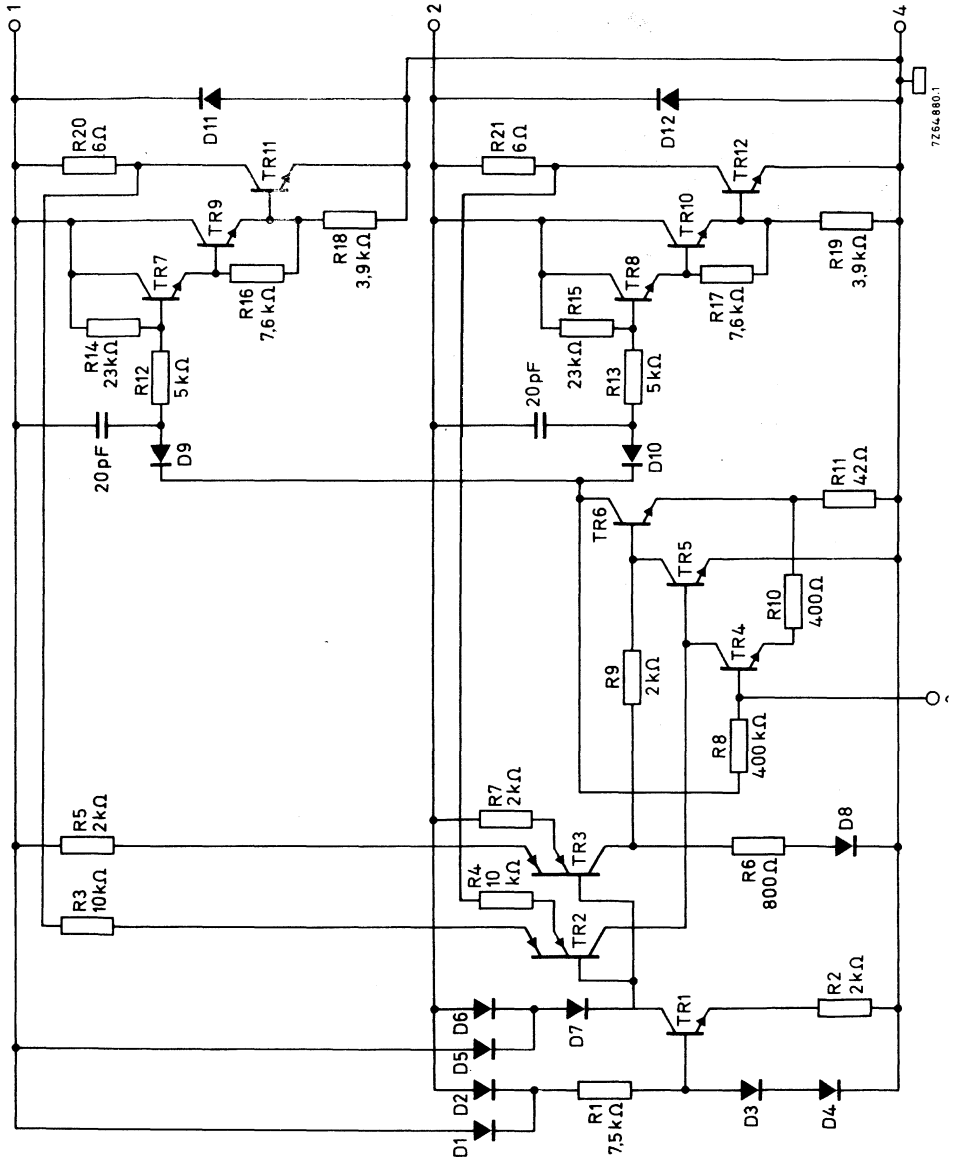 1
2
4
R20
6Ω
D11
TR11
TR9
R18
3,9kΩ
TR7
R16
7,6kΩ
R14
23kΩ
R12
5kΩ
20pF
D9
R21
6Ω
D12
TR12
TR10
R19
3,9kΩ
TR8
R15
23kΩ
R17
7,6kΩ
R13
5kΩ
20pF
D10
7Z64880.1
R11
42Ω
TR6
TR5
R10
400Ω
TR4
R9
2kΩ
R8
400kΩ
R5
2kΩ
R3
10kΩ
R7
2kΩ
R4
10
kΩ
TR3
TR2
R6
800Ω
D8
D6
D5
D7
D2
D1
TR1
R2
2kΩ
R1
7,5kΩ
D3
D4